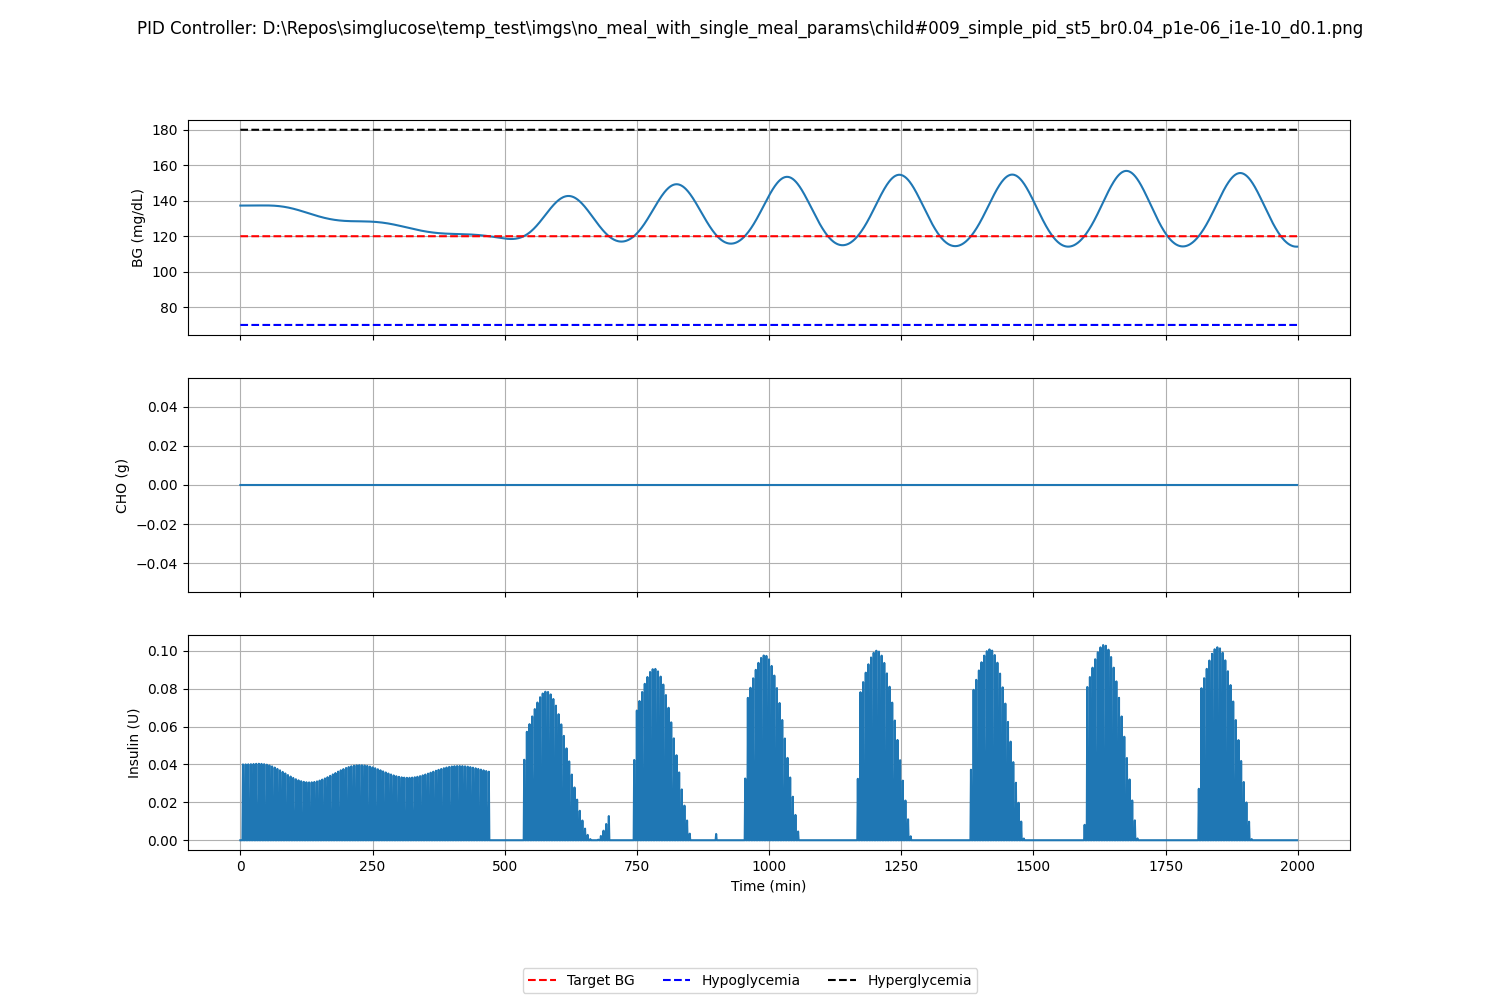 PID Controller: D:\Repos\simglucose\temp_test\imgs\no_meal_with_single_meal_params\child#009_simple_pid_st5_br0.04_p1e-06_i1e-10_d0.1.png
BG (mg/dL)
180
160
140
120
100
80
CHO (g)
0.04
0.02
0.00
−0.02
−0.04
Insulin (U)
0.10
0.08
0.06
0.04
0.02
0.00
0 250 500 750 1000 1250 1500 1750 2000
Time (min)
Target BG Hypoglycemia Hyperglycemia